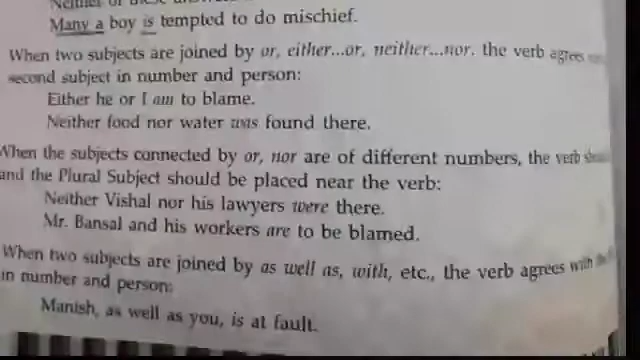 Neither of these
Many a boy is tempted to do mischief.
When two subjects are joined by or, either...or, neither...nor. the verb agrees
second subject in number and person:
Either he or I am to blame.
Neither food nor water was found there.
When the subjects connected by or, nor are of different numbers, the verb
and the Plural Subject should be placed near the verb:
Neither Vishal nor his lawyers were there.
Mr. Bansal and his workers are to be blamed.
When two subjects are joined by as well as, with, etc., the verb agrees with the
in number and person:
Manish, as well as you, is at fault.